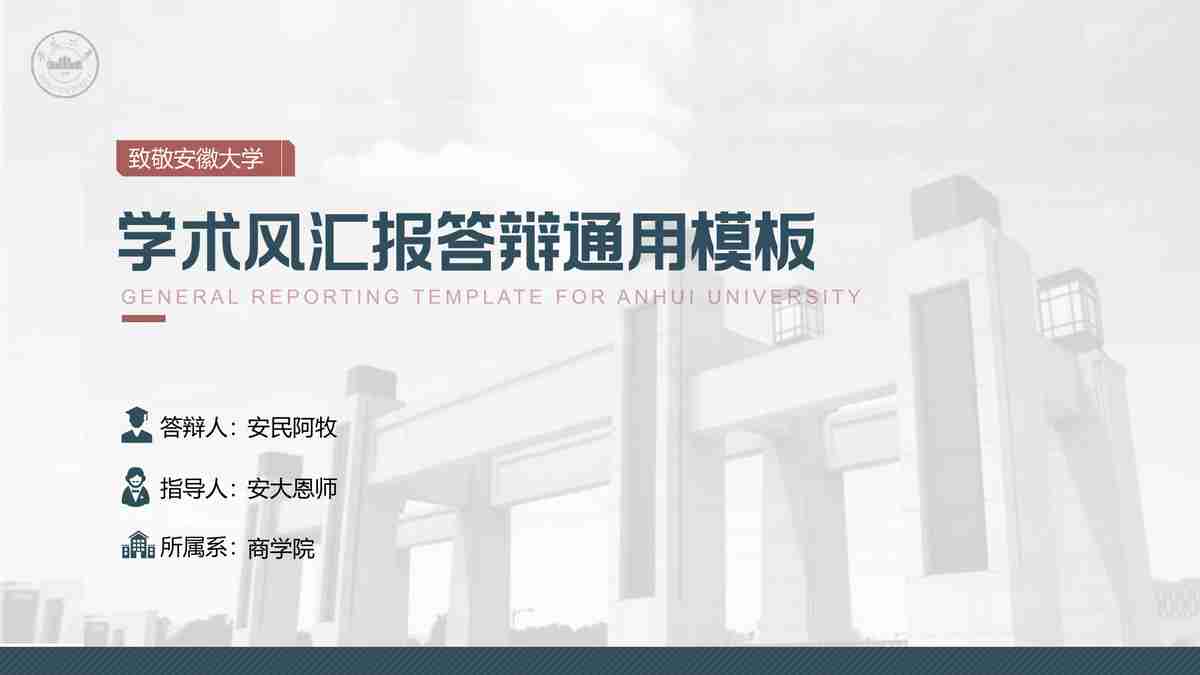 致敬安徽大学
学术风汇报答辩通用模板
GENERAL REPORTING TEMPLATE FOR ANHUI UNIVERSITY
答辩人：安民阿牧
指导人：安大恩师
所属系：商学院